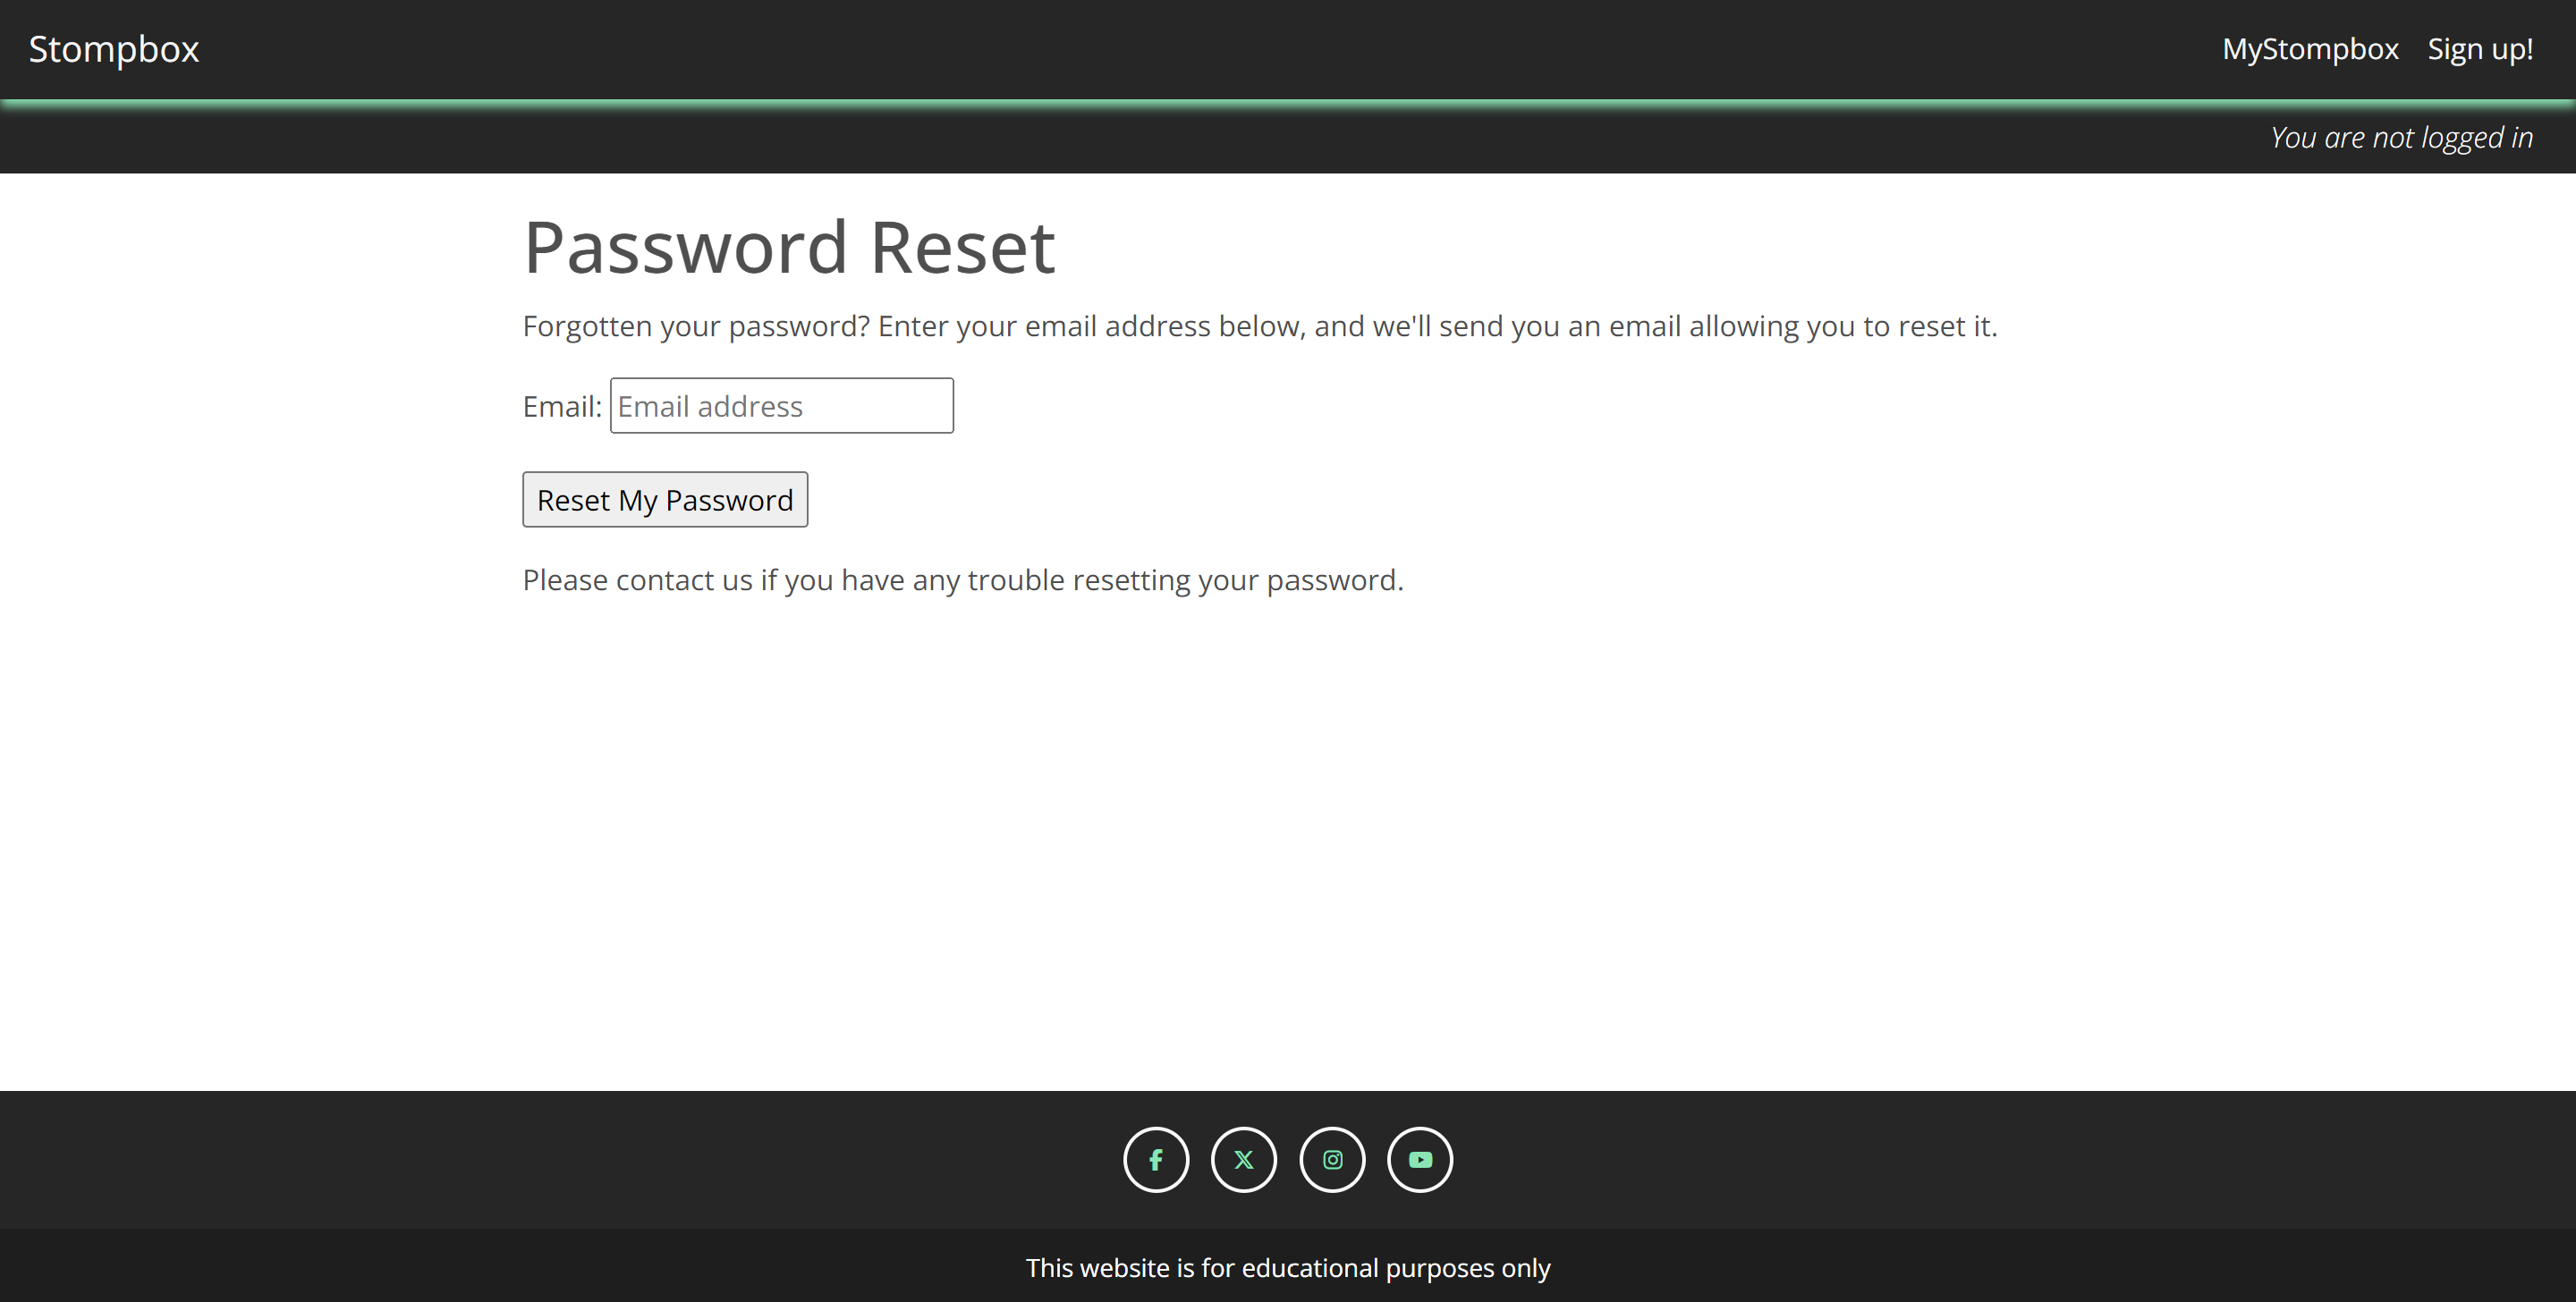 Stompbox
MyStompbox
Sign up!
You are not logged in
Password Reset
Forgotten your password? Enter your email address below, and we'll send you an email allowing you to reset it.
Email: Email address
Reset My Password
Please contact us if you have any trouble resetting your password.
This website is for educational purposes only